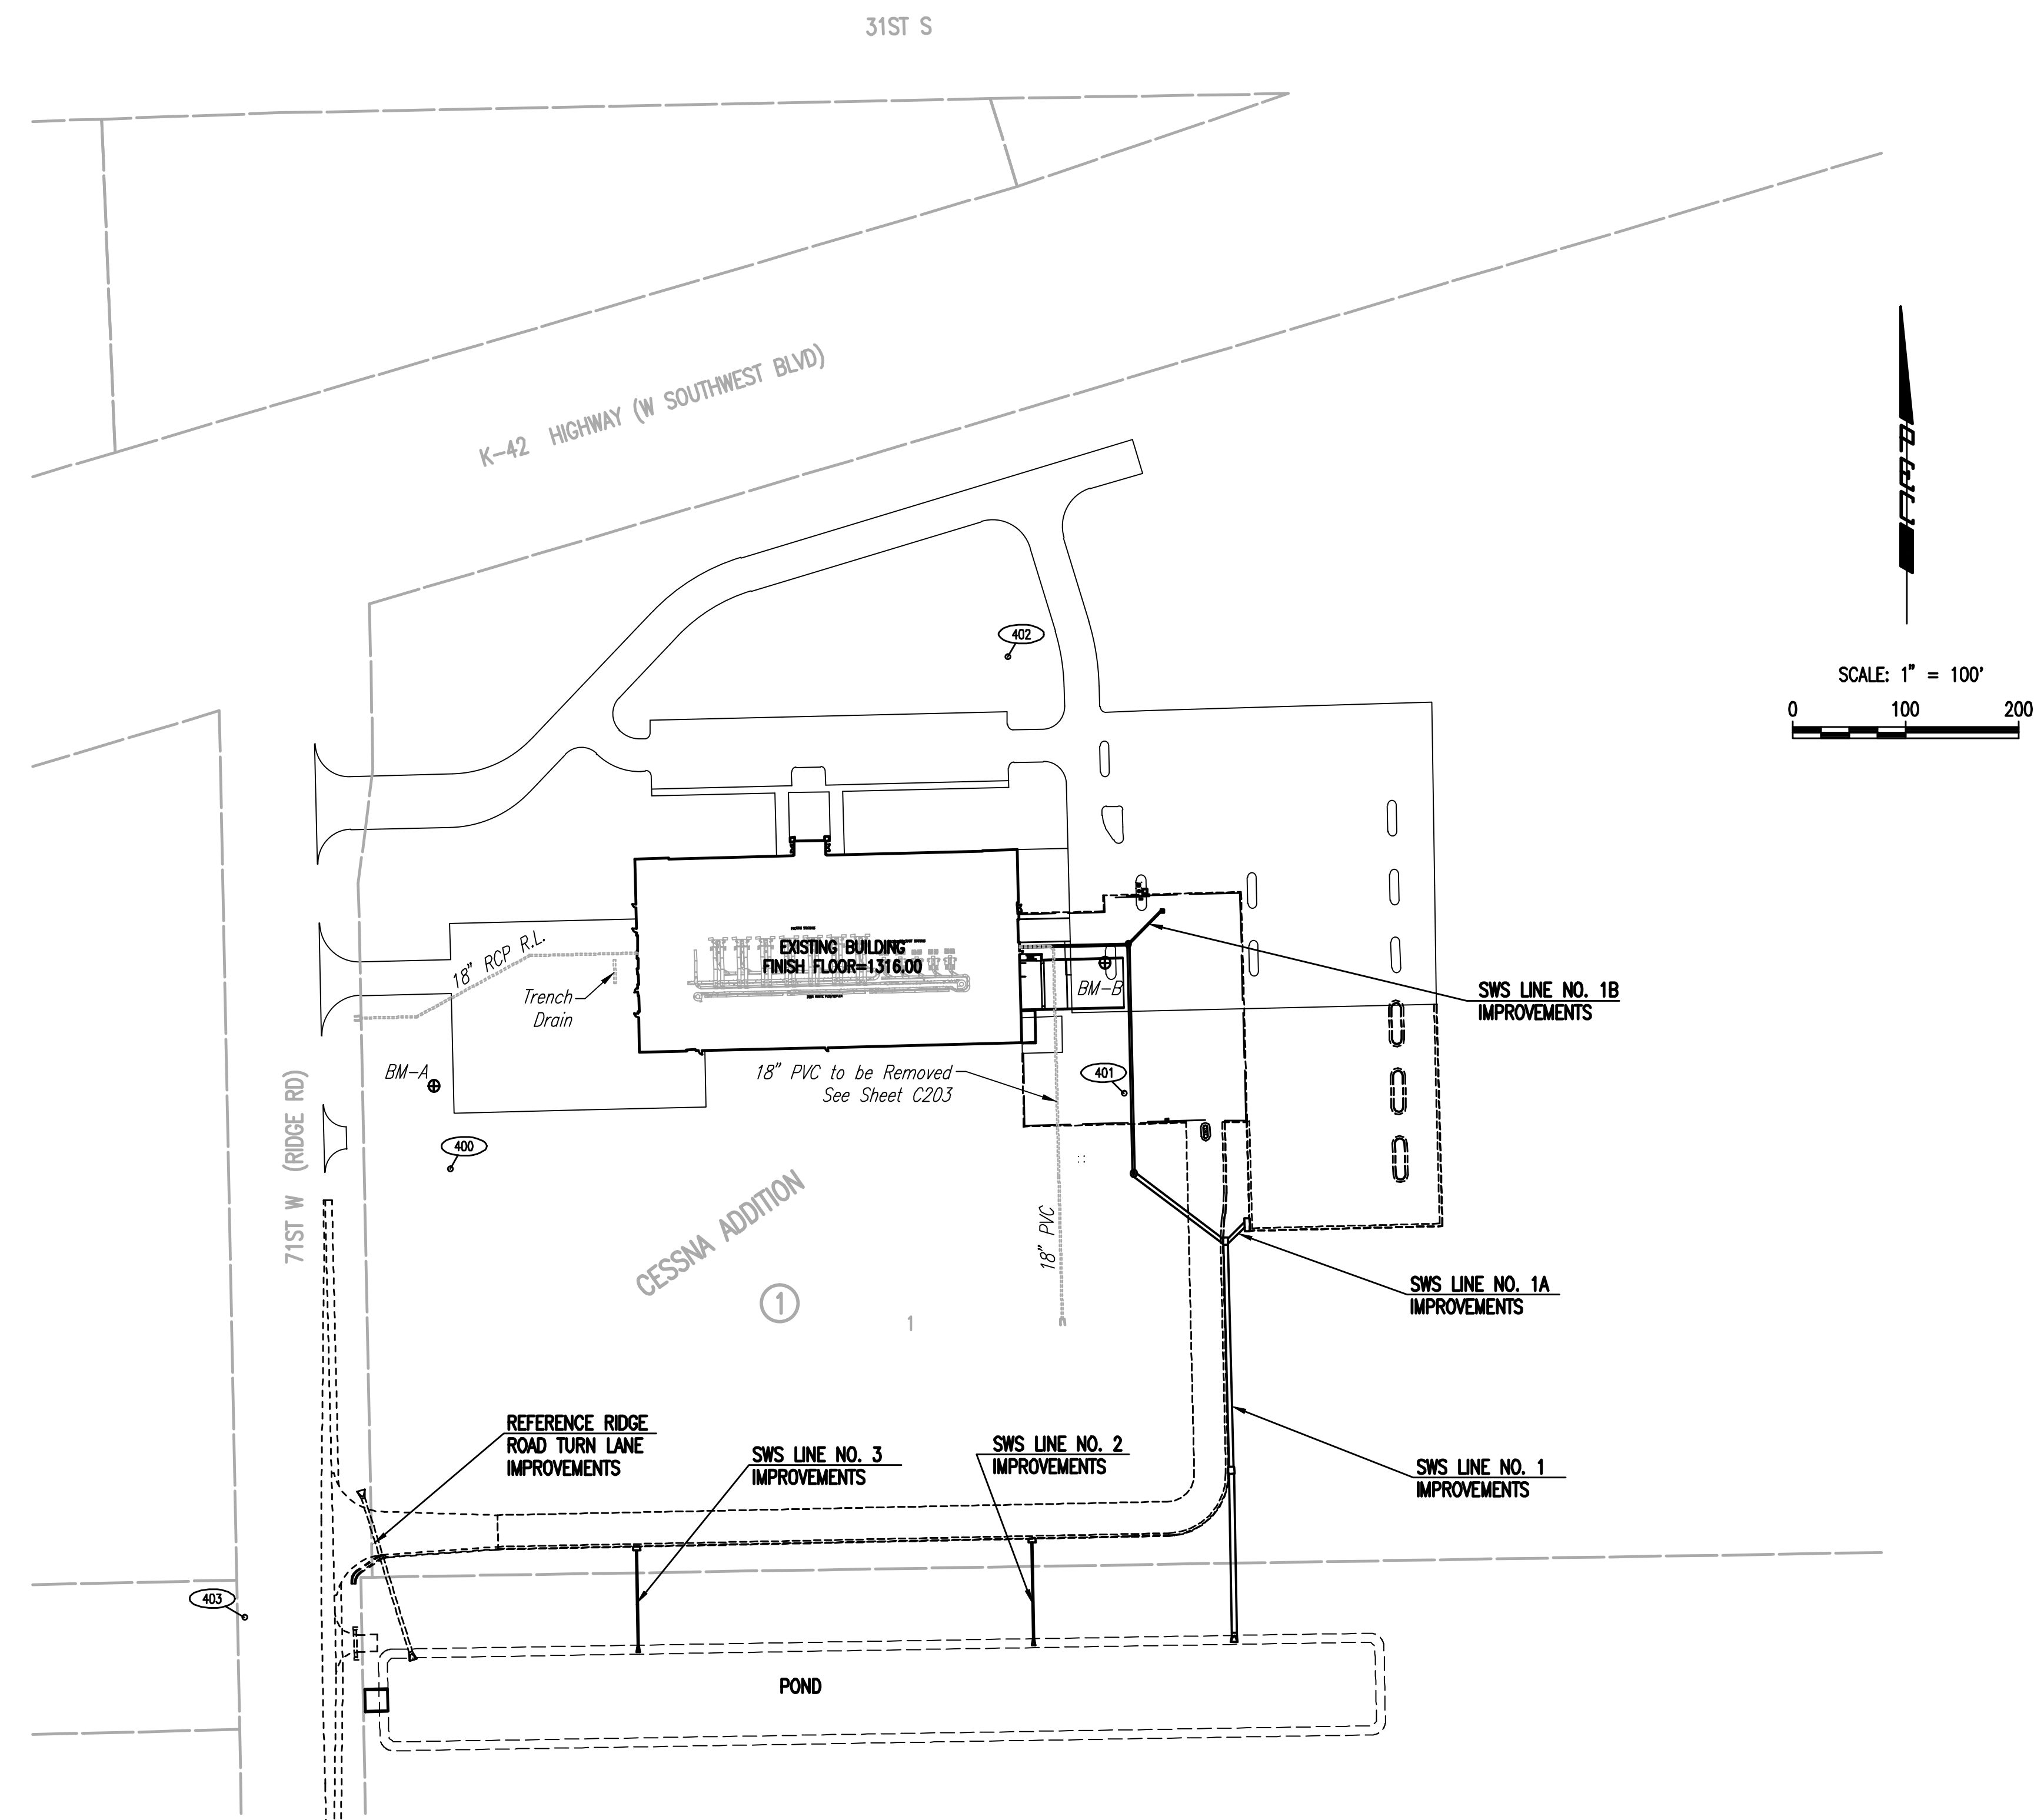 31ST S
K-42 HIGHWAY (W SOUTHWEST BLVD)
SCALE: 1" = 100'
0 100 200
402
18" RCP R.L.
Trench
Drain
EXISTING BUILDING
FINISH FLOOR=1316.00
BM-B
SWS LINE NO. 1B
IMPROVEMENTS
BM-A
18" PVC to be Removed
See Sheet C203
401
400
71ST W (RIDGE RD)
CESSNA ADDITION
1
1
18" PVC
SWS LINE NO. 1A
IMPROVEMENTS
REFERENCE RIDGE
ROAD TURN LANE
IMPROVEMENTS
SWS LINE NO. 3
IMPROVEMENTS
SWS LINE NO. 2
IMPROVEMENTS
SWS LINE NO. 1
IMPROVEMENTS
403
POND